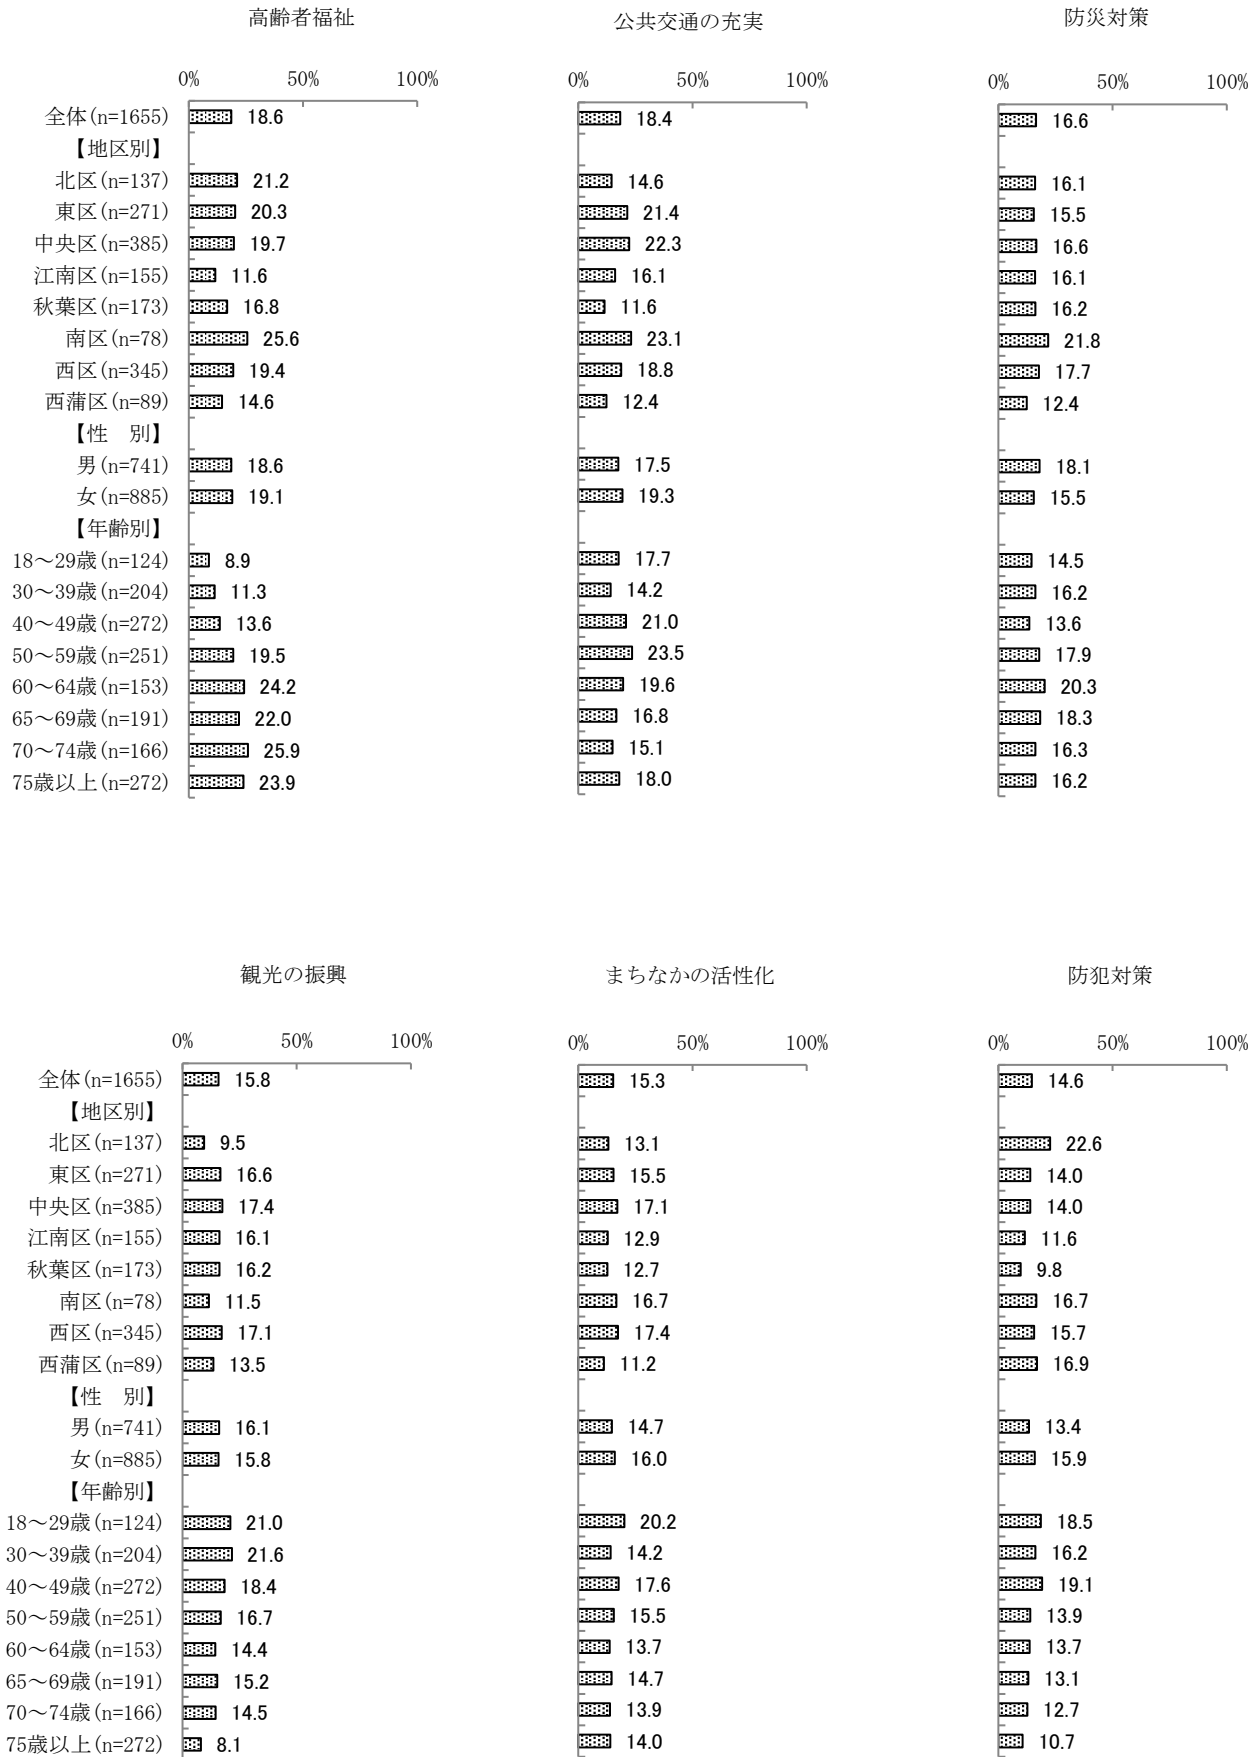 高齢者福祉 公共交通の充実 防災対策
0% 50% 100% 0% 50% 100% 0% 50% 100%
全体(n=1655) 18.6 18.4 16.6
【地区別】
北区(n=137) 21.2 14.6 16.1
東区(n=271) 20.3 21.4 15.5
中央区(n=385) 19.7 22.3 16.6
江南区(n=155) 11.6 16.1 16.1
秋葉区(n=173) 16.8 11.6 16.2
南区(n=78) 25.6 23.1 21.8
西区(n=345) 19.4 18.8 17.7
西蒲区(n=89) 14.6 12.4 12.4
【性　別】
男(n=741) 18.6 17.5 18.1
女(n=885) 19.1 19.3 15.5
【年齢別】
18～29歳(n=124) 8.9 17.7 14.5
30～39歳(n=204) 11.3 14.2 16.2
40～49歳(n=272) 13.6 21.0 13.6
50～59歳(n=251) 19.5 23.5 17.9
60～64歳(n=153) 24.2 19.6 20.3
65～69歳(n=191) 22.0 16.8 18.3
70～74歳(n=166) 25.9 15.1 16.3
75歳以上(n=272) 23.9 18.0 16.2
観光の振興 まちなかの活性化 防犯対策
0% 50% 100% 0% 50% 100% 0% 50% 100%
全体(n=1655) 15.8 15.3 14.6
【地区別】
北区(n=137) 9.5 13.1 22.6
東区(n=271) 16.6 15.5 14.0
中央区(n=385) 17.4 17.1 14.0
江南区(n=155) 16.1 12.9 11.6
秋葉区(n=173) 16.2 12.7 9.8
南区(n=78) 11.5 16.7 16.7
西区(n=345) 17.1 17.4 15.7
西蒲区(n=89) 13.5 11.2 16.9
【性　別】
男(n=741) 16.1 14.7 13.4
女(n=885) 15.8 16.0 15.9
【年齢別】
18～29歳(n=124) 21.0 20.2 18.5
30～39歳(n=204) 21.6 14.2 16.2
40～49歳(n=272) 18.4 17.6 19.1
50～59歳(n=251) 16.7 15.5 13.9
60～64歳(n=153) 14.4 13.7 13.7
65～69歳(n=191) 15.2 14.7 13.1
70～74歳(n=166) 14.5 13.9 12.7
75歳以上(n=272) 8.1 14.0 10.7